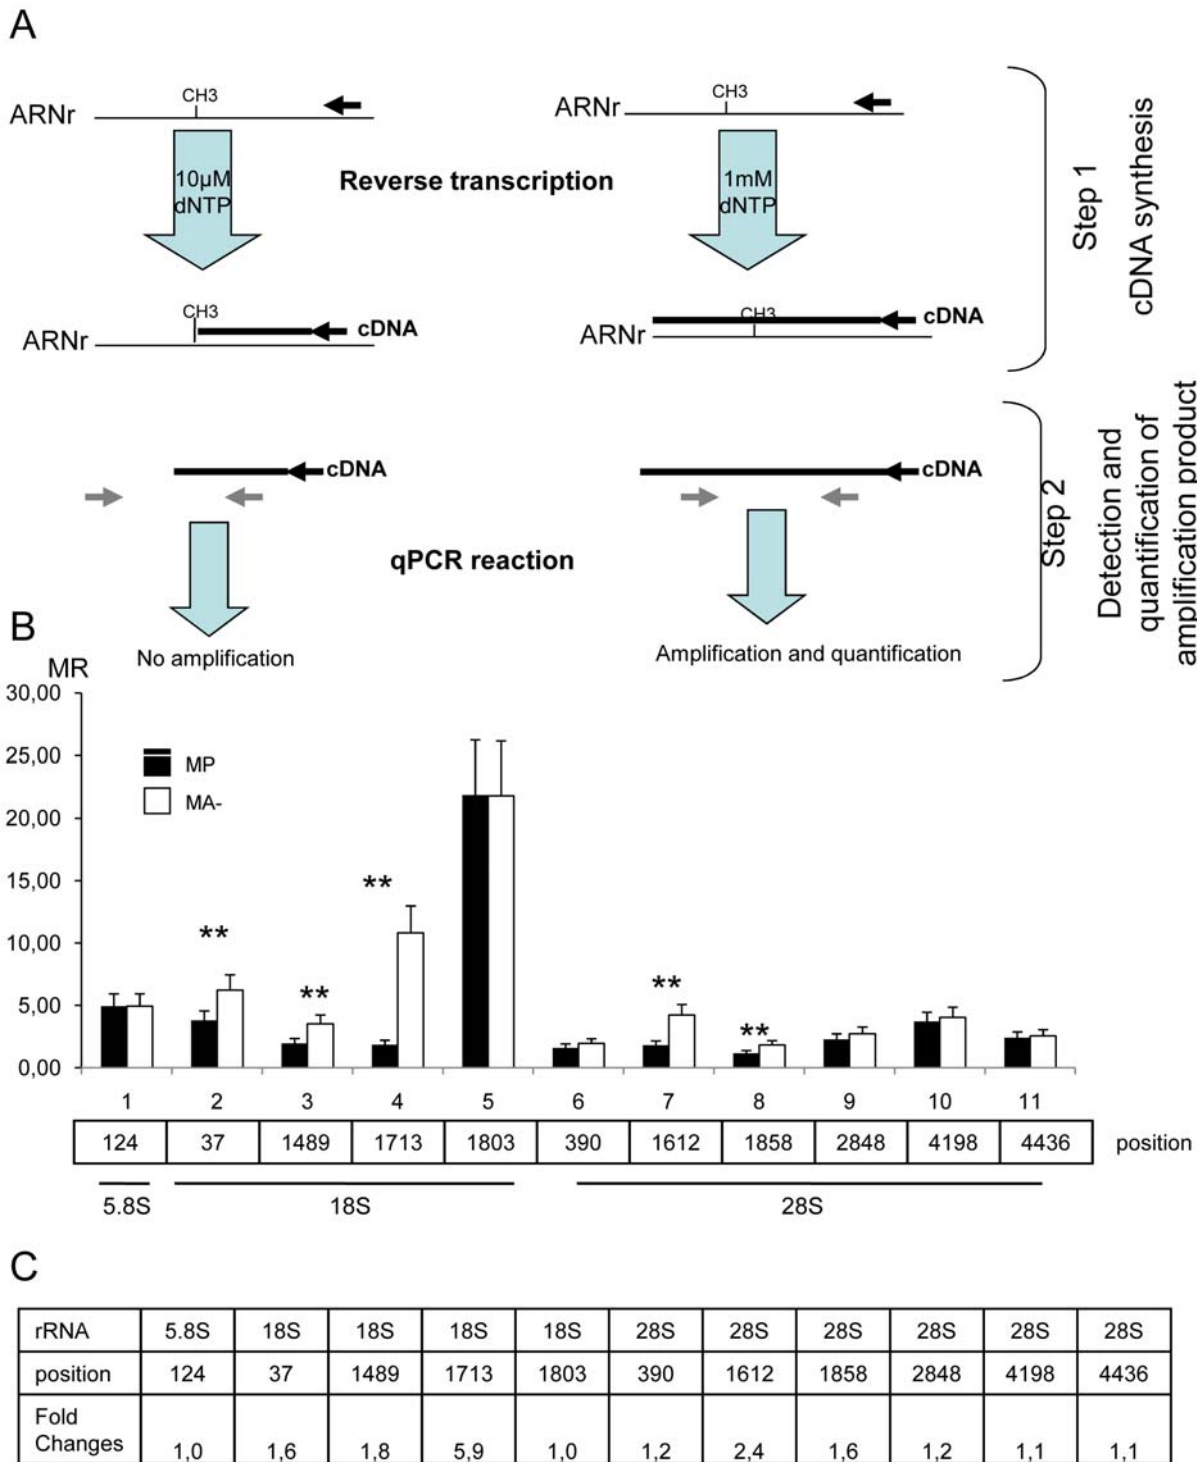 A
ARNr
CH3
ARNr
CH3
10µM
dNTP
Reverse transcription
1mM
dNTP
Step 1
cDNA synthesis
ARNr
CH3
cDNA
ARNr
CH3
cDNA
cDNA
cDNA
qPCR reaction
Step 2
Detection and
quantification of
amplification product
No amplification
Amplification and quantification
B
MR
30,00
25,00
20,00
15,00
10,00
5,00
0,00
MP
MA-
**
**
**
**
**
1 2 3 4 5 6 7 8 9 10 11
124 37 1489 1713 1803 390 1612 1858 2848 4198 4436 position
5.8S 18S 28S
C
rRNA 5.8S 18S 18S 18S 18S 28S 28S 28S 28S 28S 28S
position 124 37 1489 1713 1803 390 1612 1858 2848 4198 4436
Fold
Changes 1,0 1,6 1,8 5,9 1,0 1,2 2,4 1,6 1,2 1,1 1,1